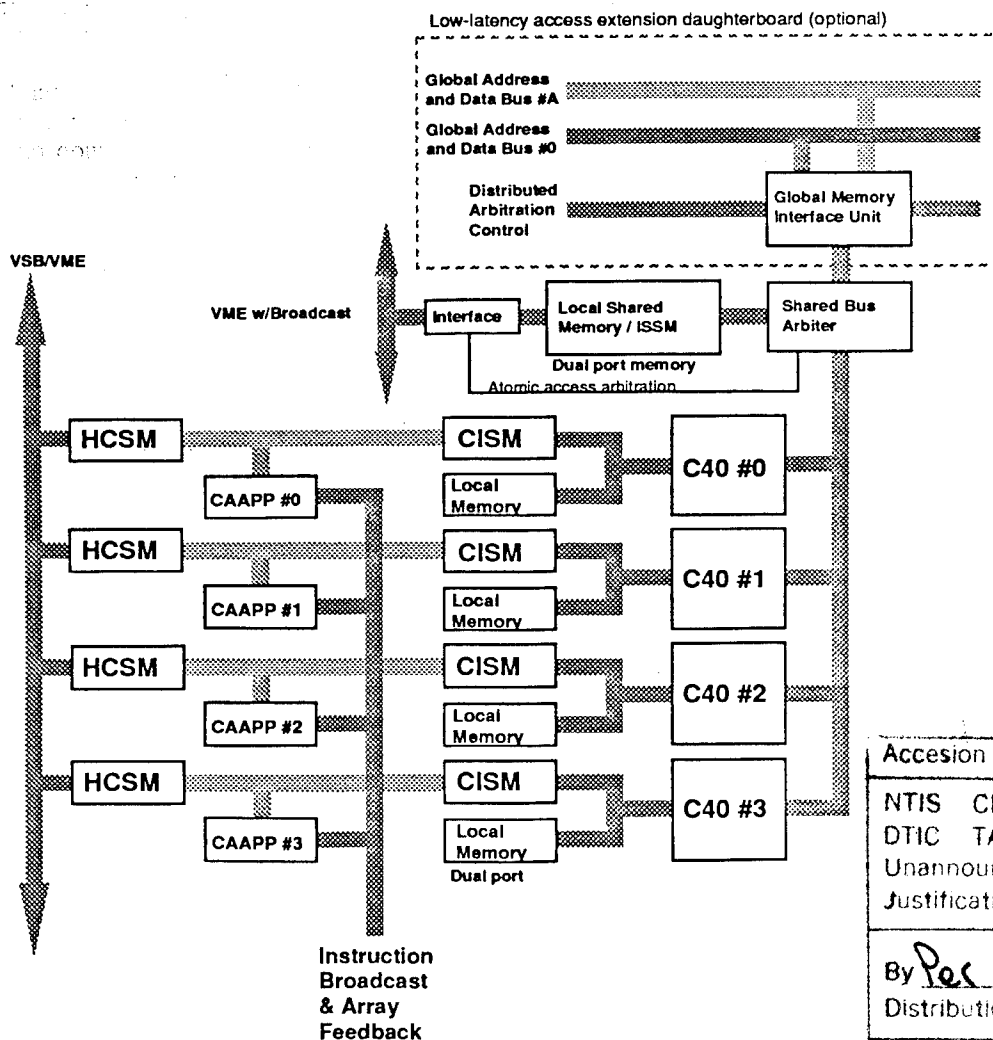 Low-latency access extension daughterboard (optional)
Global Address
and Data Bus #A
Global Address
and Data Bus #0
Distributed
Arbitration
Control
Global Memory
Interface Unit
VSB/VME
VME w/Broadcast
Interface
Local Shared
Memory / ISSM
Shared Bus
Arbiter
Dual port memory
Atomic access arbitration
HCSM
CISM
C40 #0
CAAPP #0
Local
Memory
HCSM
CISM
C40 #1
CAAPP #1
Local
Memory
HCSM
CISM
C40 #2
CAAPP #2
Local
Memory
HCSM
CISM
C40 #3
CAAPP #3
Local
Memory
Dual port
Instruction
Broadcast
& Array
Feedback
Accesion
NTIS
DTIC
By